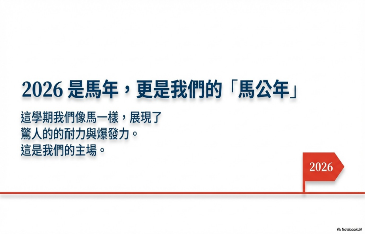 2026 是馬年，更是我們的「馬公年」
這學期我們像馬一樣，展現了
驚人的的耐力與爆發力。
這是我們的主場。
2026